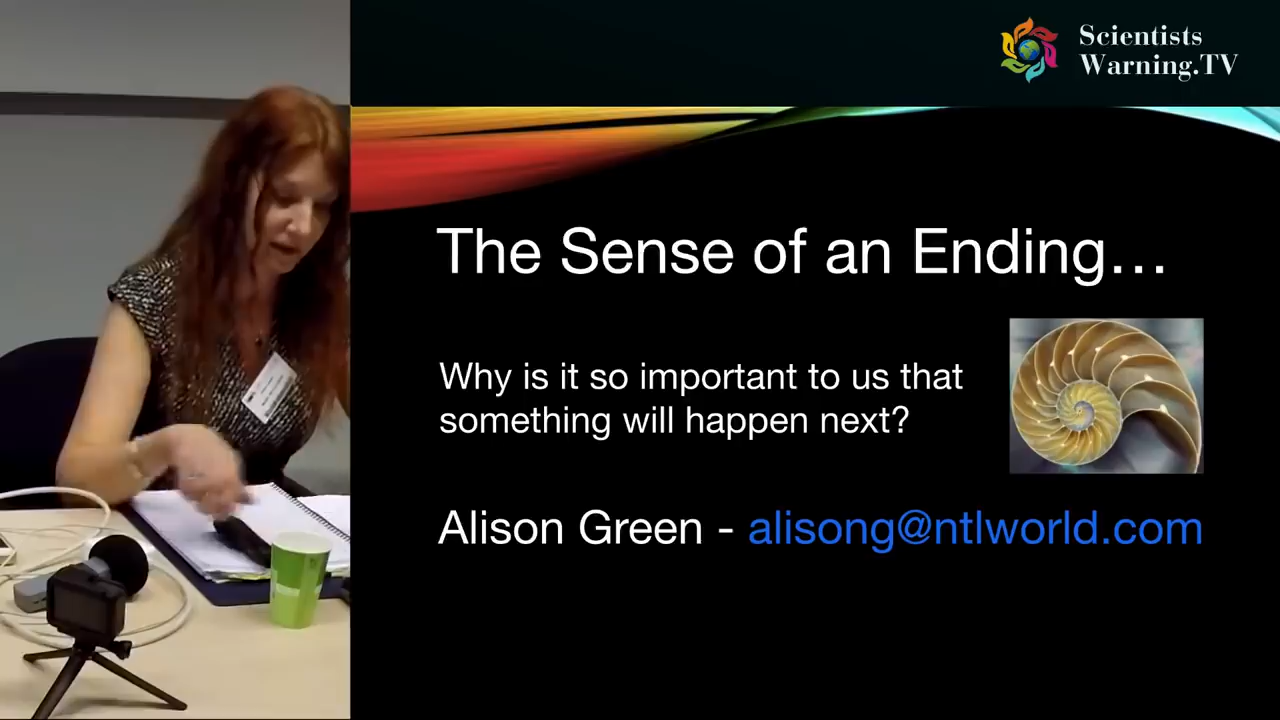 Scientists
Warning.TV
The Sense of an Ending…
Why is it so important to us that
something will happen next?
Alison Green - alisong@ntlworld.com